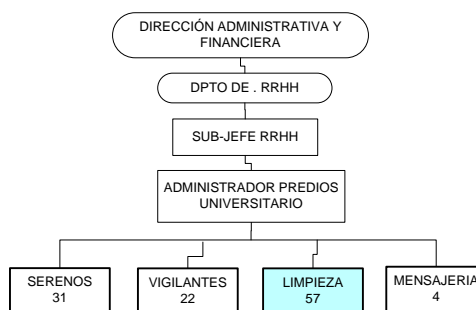 DIRECCIÓN ADMINISTRATIVA Y
FINANCIERA
DPTO DE . RRHH
SUB-JEFE RRHH
ADMINISTRADOR PREDIOS
UNIVERSITARIO
SERENOS
31
VIGILANTES
22
LIMPIEZA
57
MENSAJERIA
4